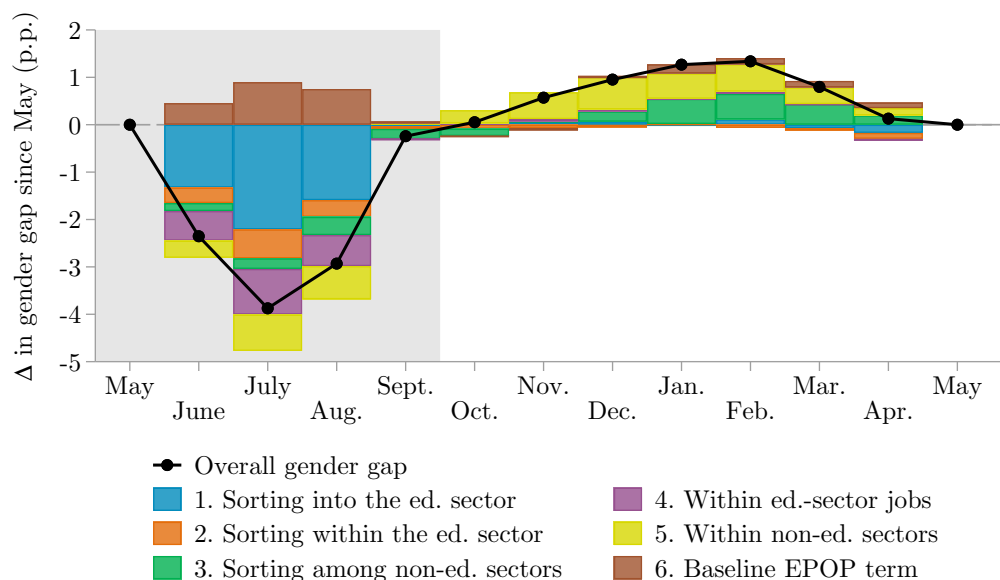 Δ in gender gap since May (p.p.)
2
1
0
-1
-2
-3
-4
-5
May
June
July
Aug.
Sept.
Oct.
Nov.
Dec.
Jan.
Feb.
Mar.
Apr.
May
Overall gender gap
1. Sorting into the ed. sector
2. Sorting within the ed. sector
3. Sorting among non-ed. sectors
4. Within ed.-sector jobs
5. Within non-ed. sectors
6. Baseline EPOP term